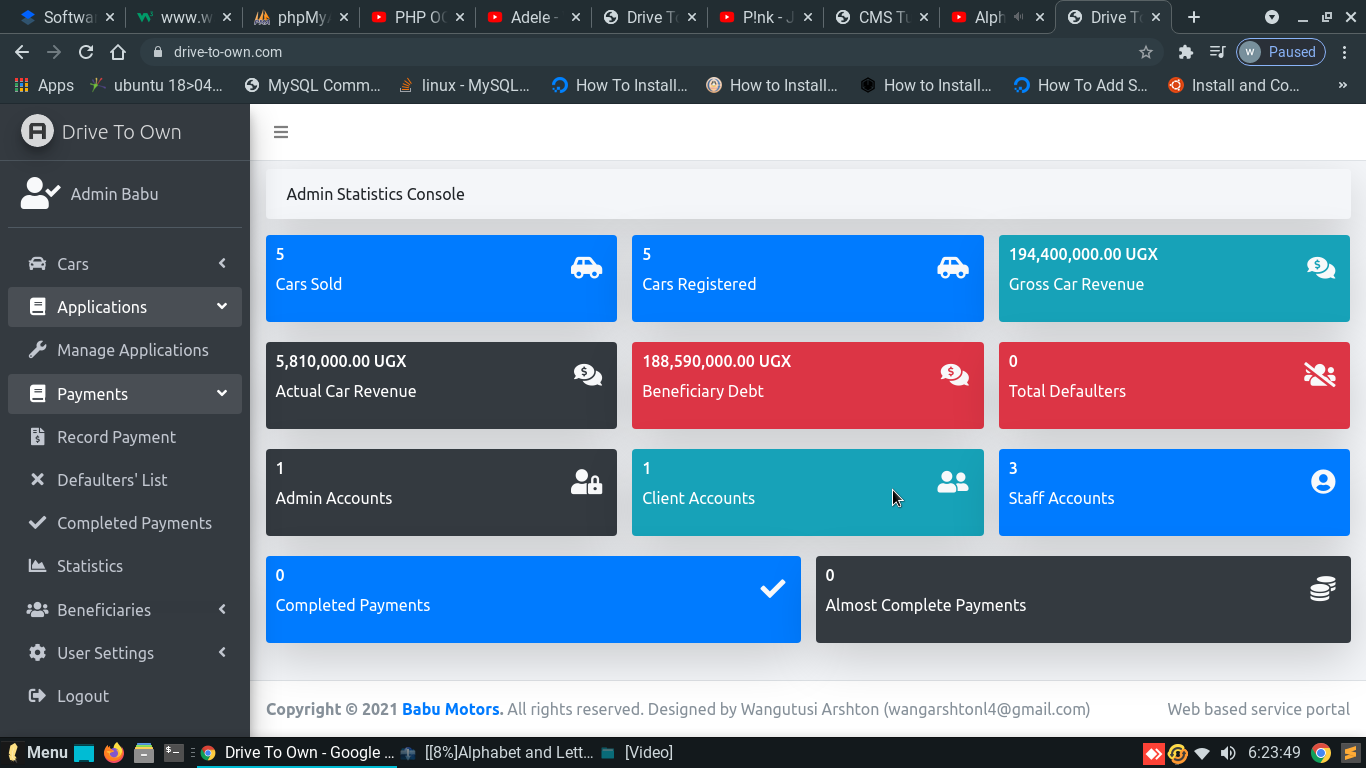 Softwa www.w phpMy PHP OO Adele - Drive T P!nk - J CMS Tu Alph Drive T
drive-to-own.com
W Paused
Apps ubuntu 18>04... MySQL Comm... linux - MySQL... How To Install... How to Install... How to Install... How To Add S... Install and Co... »
Drive To Own
Admin Babu
Cars
Applications
Manage Applications
Payments
Record Payment
Defaulters' List
Completed Payments
Statistics
Beneficiaries
User Settings
Logout
Admin Statistics Console
5
Cars Sold
5
Cars Registered
194,400,000.00 UGX
Gross Car Revenue
5,810,000.00 UGX
Actual Car Revenue
188,590,000.00 UGX
Beneficiary Debt
0
Total Defaulters
1
Admin Accounts
1
Client Accounts
3
Staff Accounts
0
Completed Payments
0
Almost Complete Payments
Copyright © 2021 Babu Motors. All rights reserved. Designed by Wangutusi Arshton (wangarshtonl4@gmail.com) Web based service portal
Menu Drive To Own - Google ... [[8%]Alphabet and Lett... [Video] 6:23:49